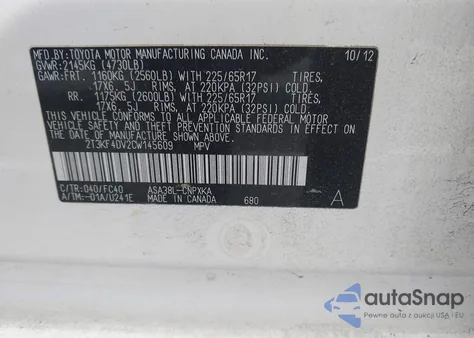 MFD. BY: TOYOTA MOTOR MANUFACTURING CANADA INC. 10/12
GVWR: 2145KG (4730LB)
GAWR: FRT. 1160KG (2560LB) WITH 225/65R17 TIRES,
17X6.5J RIMS, AT 220KPA (32PSI) COLD.
RR. 1175KG (2600LB) WITH 225/65R17 TIRES,
17X6.5J RIMS, AT 220KPA (32PSI) COLD.
THIS VEHICLE CONFORMS TO ALL APPLICABLE FEDERAL MOTOR
VEHICLE SAFETY AND THEFT PREVENTION STANDARDS IN
EFFECT ON THE DATE OF MANUFACTURE SHOWN ABOVE.
2T3KF4DV2CW145609 MPV
C/TR: 040/FC40 ASA38L-CNPXKA A
A/TM: -01A/U241E MADE IN CANADA 680
autoSnap
Pewne auta z USA i EU